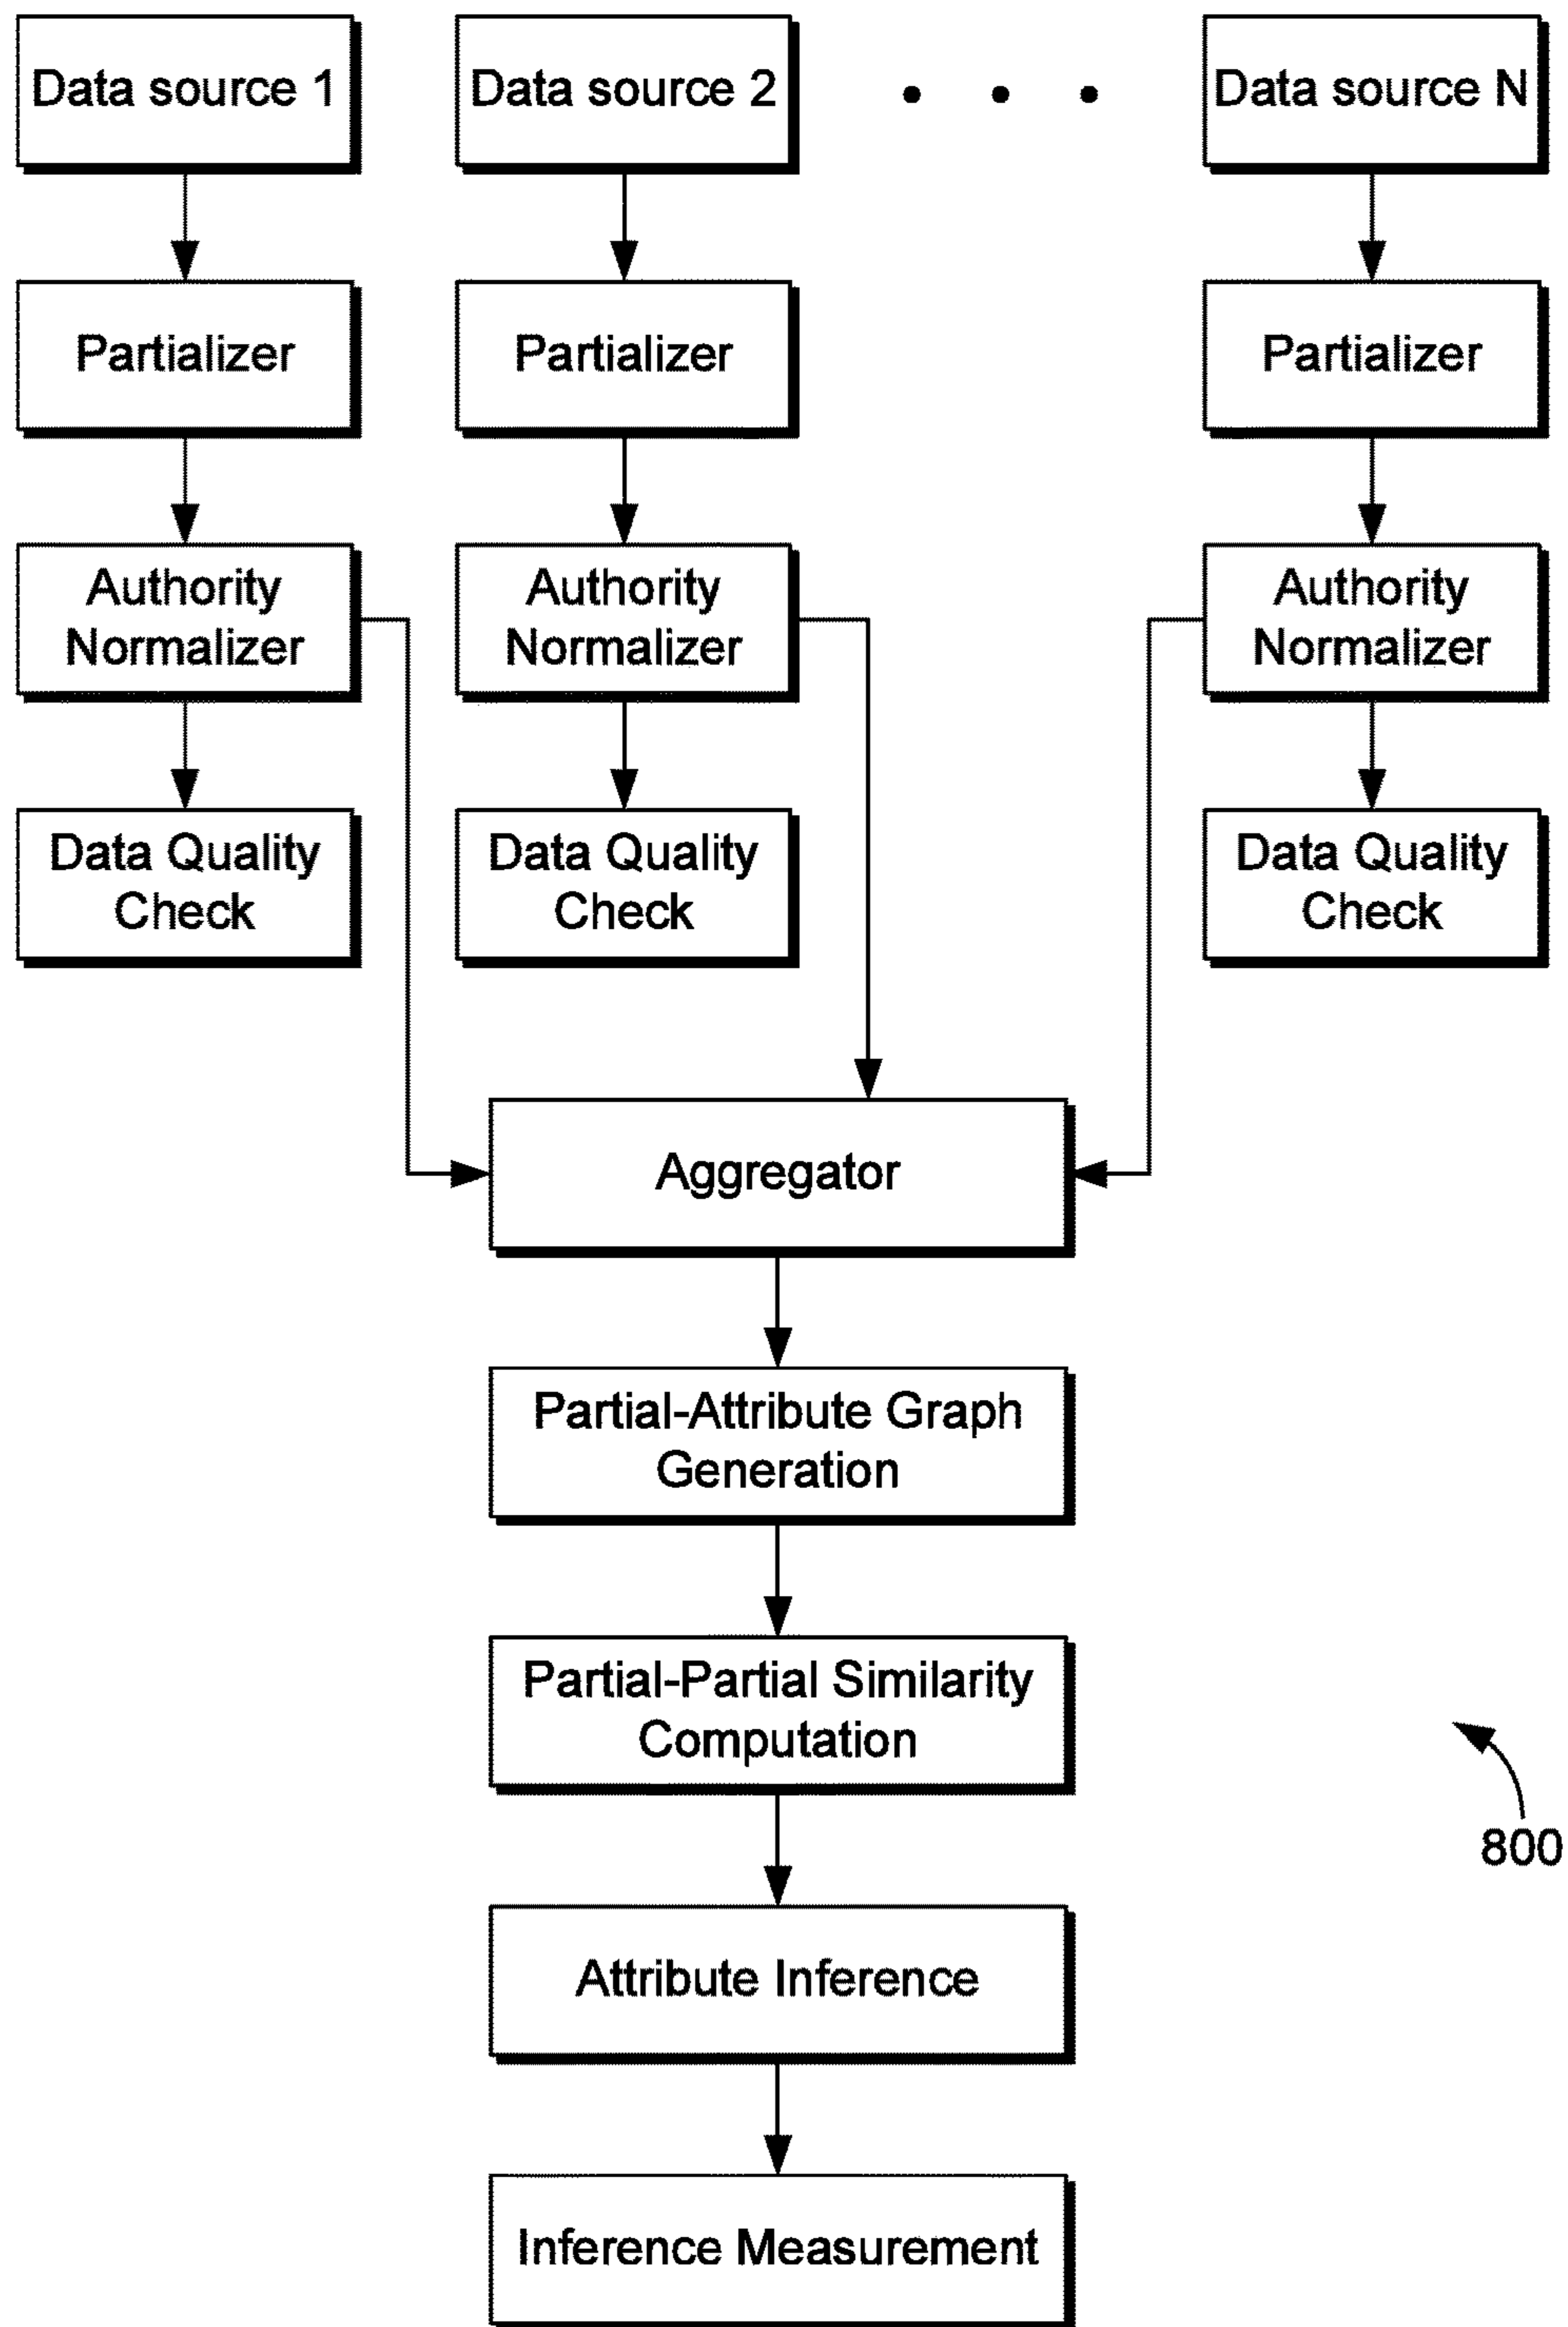 Data source 1
Data source 2
Data source N
Partializer
Partializer
Partializer
Authority
Normalizer
Authority
Normalizer
Authority
Normalizer
Data Quality
Check
Data Quality
Check
Data Quality
Check
Aggregator
Partial-Attribute Graph
Generation
Partial-Partial Similarity
Computation
800
Attribute Inference
Inference Measurement